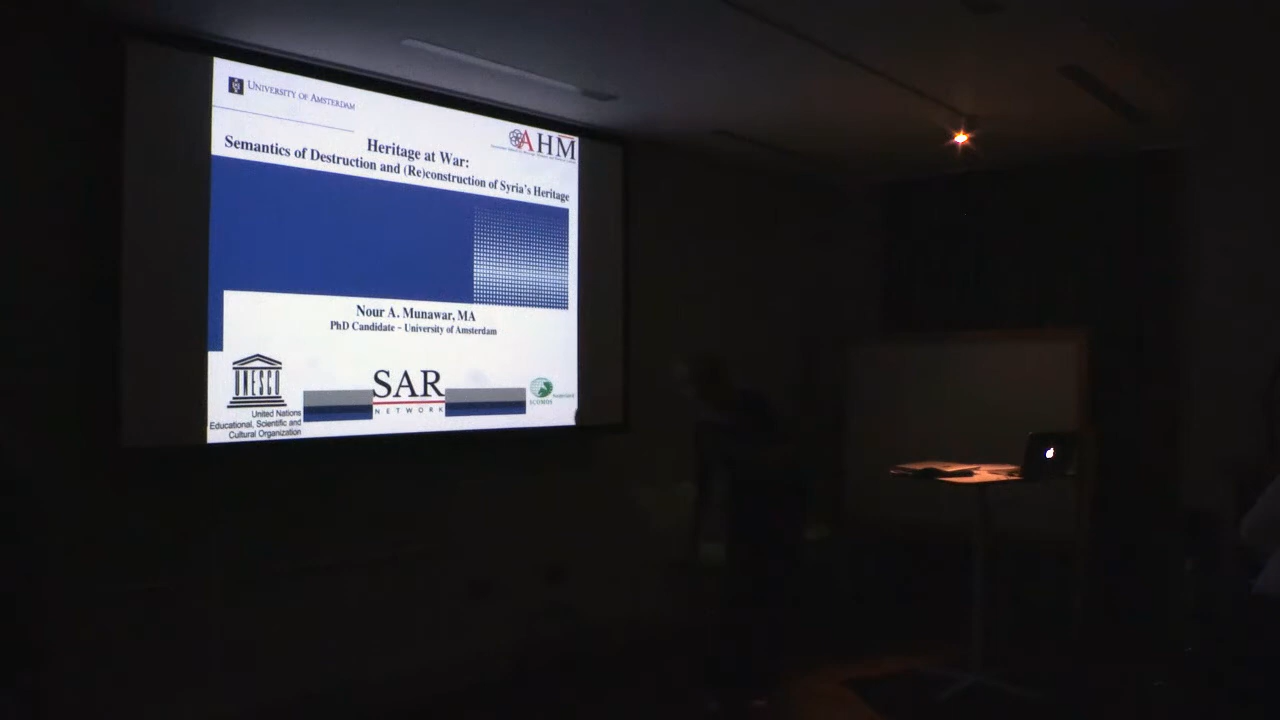 UNIVERSITY OF AMSTERDAM
AHM
Heritage at War:
Semantics of Destruction and (Re)construction of Syria's Heritage
Nour A. Munawar, MA
PhD Candidate – University of Amsterdam
UNESCO
United Nations
Educational, Scientific and
Cultural Organization
SAR
NETWORK
ICOMOS